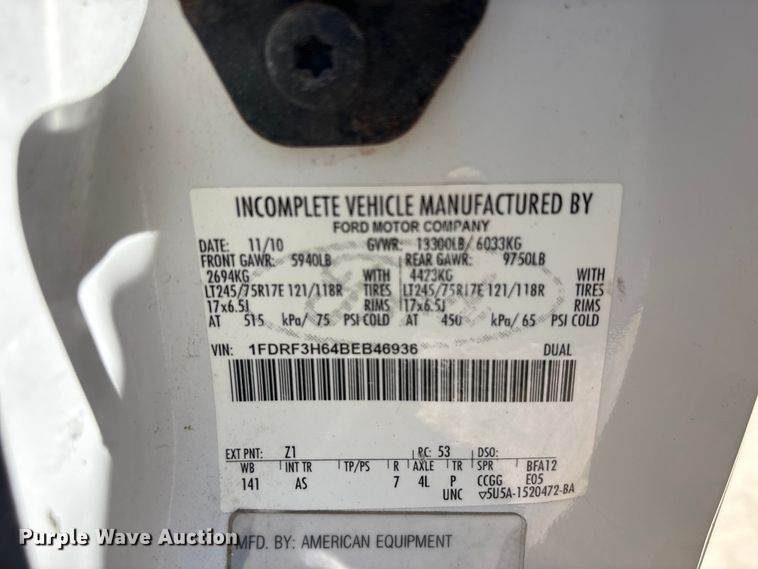 INCOMPLETE VEHICLE MANUFACTURED BY
FORD MOTOR COMPANY
DATE: 11/10 GVWR: 13300LB/ 6033KG
FRONT GAWR: 5940LB REAR GAWR: 9750LB
2694KG WITH 4423KG WITH
LT245/75R17E 121/118R TIRES LT245/75R17E 121/118R TIRES
17x6.5J RIMS 17x6.5J RIMS
AT 515 kPa/ 75 PSI COLD AT 450 kPa/ 65 PSI COLD
VIN: 1FDRF3H64BEB46936 DUAL
EXT PNT: Z1 RC: 53 DSO:
WB INT TR TP/PS R AXLE TR SPR BFA12
141 AS 7 4L P CCGG E05
UNC 5U5A-1520472-BA
MFD. BY: AMERICAN EQUIPMENT
Purple Wave Auction